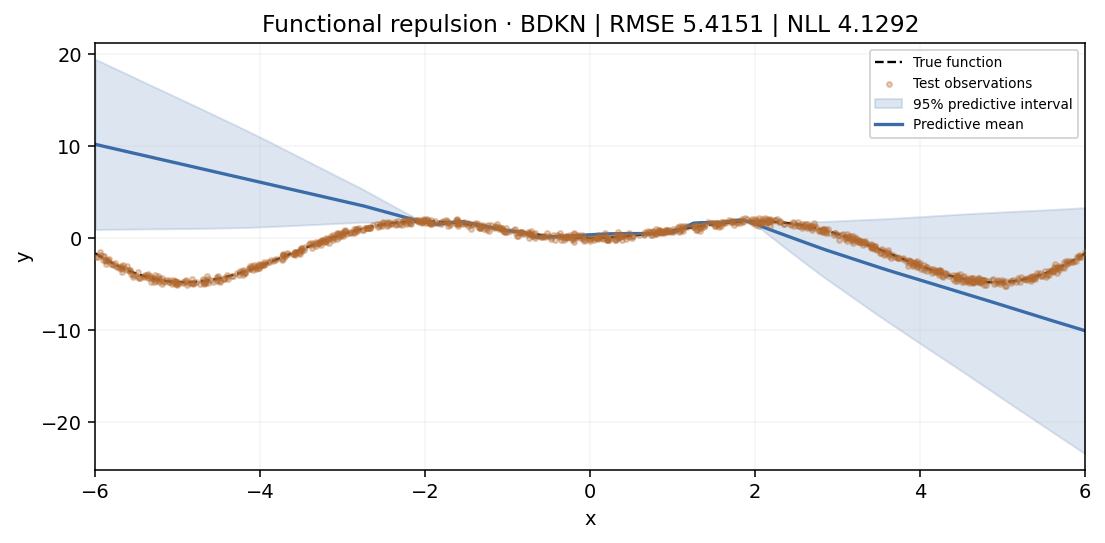 Functional repulsion · BDKN | RMSE 5.4151 | NLL 4.1292
True function
Test observations
95% predictive interval
Predictive mean
20
10
0
−10
−20
y
−6
−4
−2
0
2
4
6
x